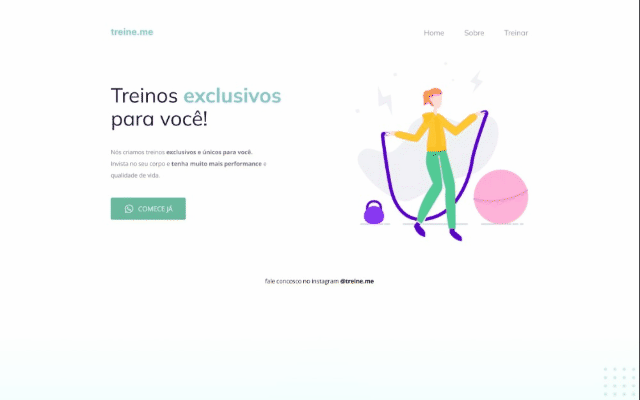 treine.me
Home Sobre Treinar
Treinos exclusivos
para você!
Nós criamos treinos exclusivos e únicos para você.
Invista no seu corpo e tenha muito mais performance e
qualidade de vida.
COMECE JÁ
fale conosco no instagram @treine.me